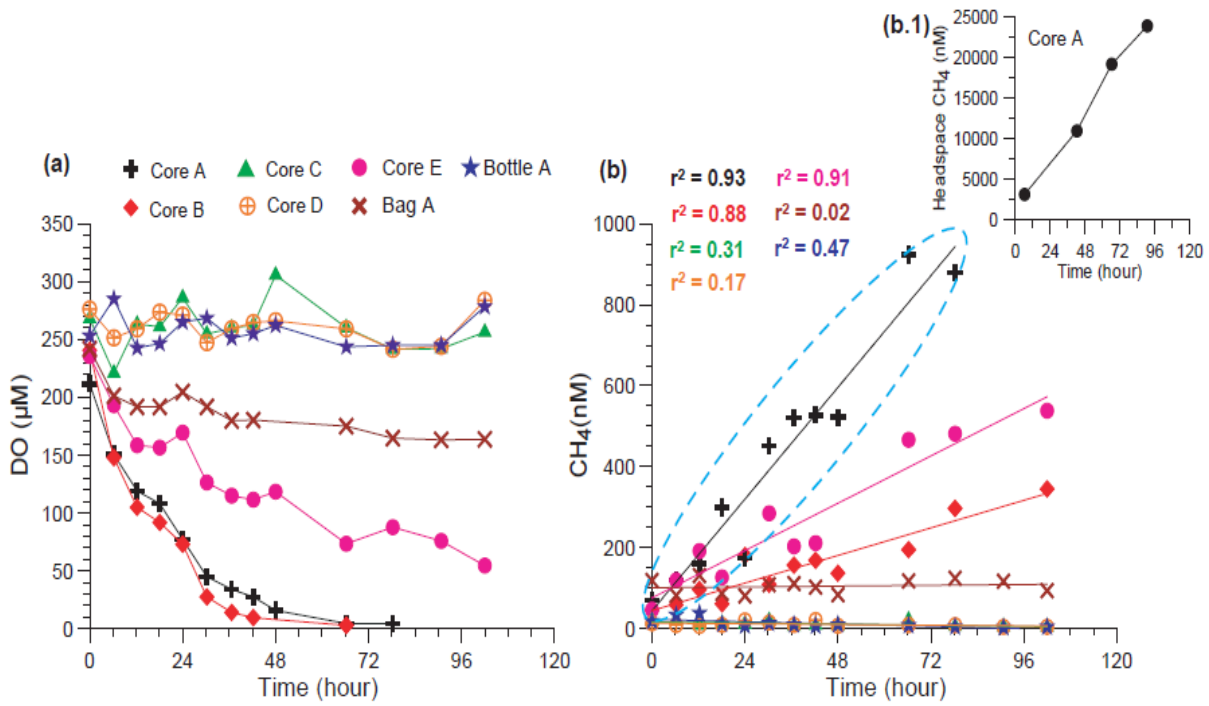 (a)
Core A
Core C
Core E
Bottle A
Core B
Core D
Bag A
350
300
250
200
150
100
50
0
DO (µM)
0 24 48 72 96 120
Time (hour)
(b)
r² = 0.93 r² = 0.91
r² = 0.88 r² = 0.02
r² = 0.31 r² = 0.47
r² = 0.17
1000
800
600
400
200
0
CH₄(nM)
0 24 48 72 96 120
Time (hour)
(b.1)
Core A
25000
20000
15000
10000
5000
0
Headspace CH₄ (nM)
0 24 48 72 96 120
Time (hour)